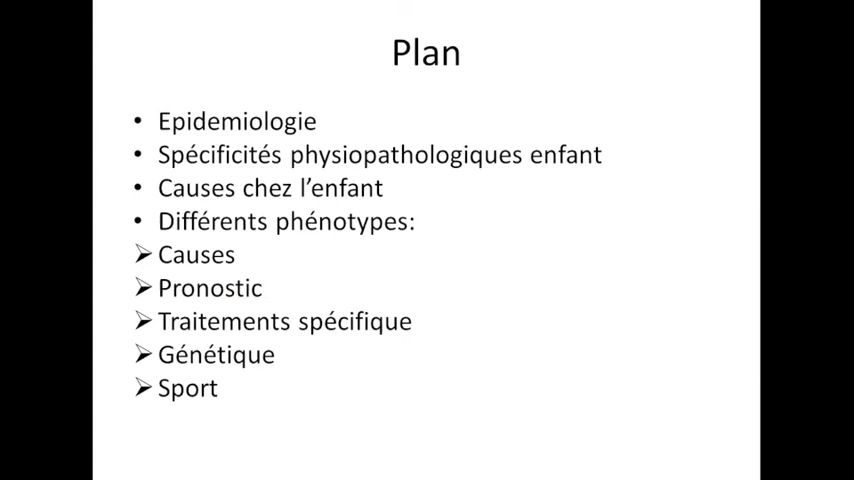 Plan
• Epidemiologie
• Spécificités physiopathologiques enfant
• Causes chez l’enfant
• Différents phénotypes:
➢ Causes
➢ Pronostic
➢ Traitements spécifique
➢ Génétique
➢ Sport